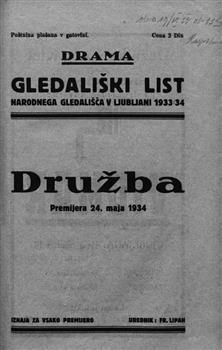 Poštnina plačana v gotovini. Cena 2 Din
DRAMA
GLEDALIŠKI LIST
NARODNEGA GLEDALIŠČA V LJUBLJANI 1933-34
Družba
Premijera 24. maja 1934
IZHAJA ZA VSAKO PREMIJERO UREDNIK: FR. LIPAH